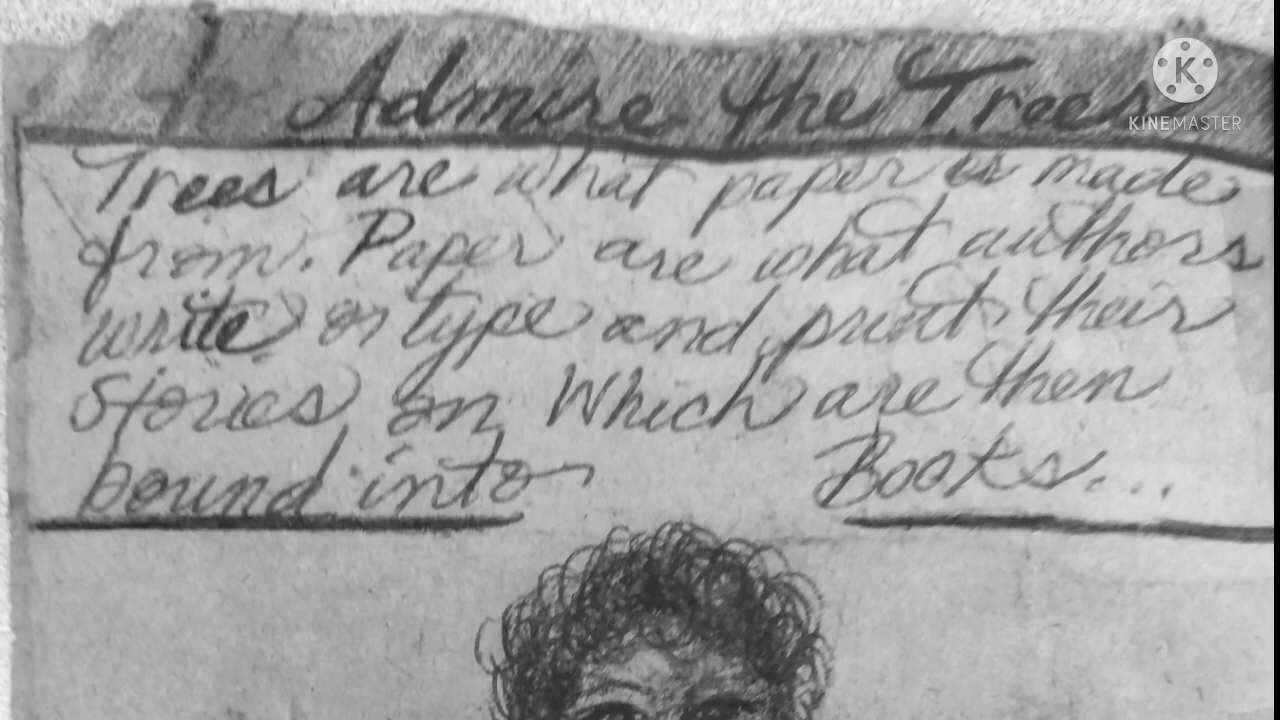 I Admire the Trees
Trees are what paper is made
from. Paper are what authors
write or type and print their
stories on Which are then
bound into Books...
K
KINEMASTER